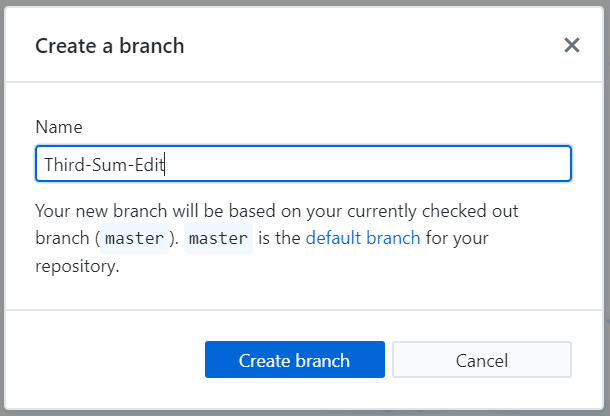 Create a branch
Name
Third-Sum-Edit
Your new branch will be based on your currently checked out
branch (master). master is the default branch for your
repository.
Create branch
Cancel